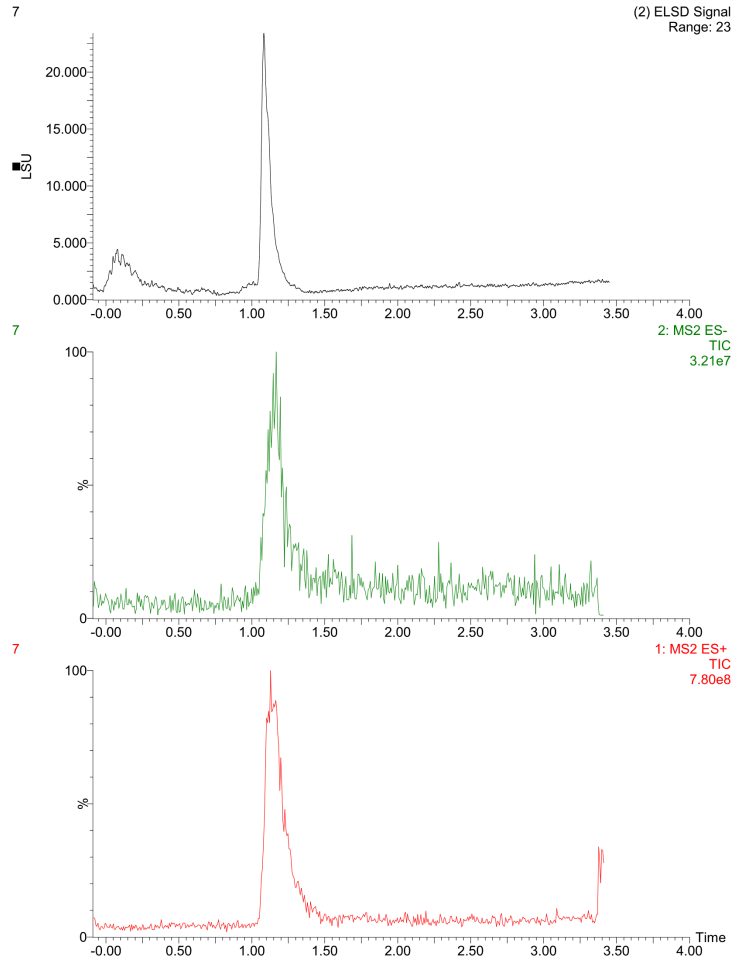 7
(2) ELSD Signal
Range: 23
20.000
15.000
10.000
5.000
0.000
LSU
-0.00 0.50 1.00 1.50 2.00 2.50 3.00 3.50 4.00
7
2: MS2 ES-
TIC
3.21e7
100
%
0
-0.00 0.50 1.00 1.50 2.00 2.50 3.00 3.50 4.00
7
1: MS2 ES+
TIC
7.80e8
100
%
0
Time
-0.00 0.50 1.00 1.50 2.00 2.50 3.00 3.50 4.00